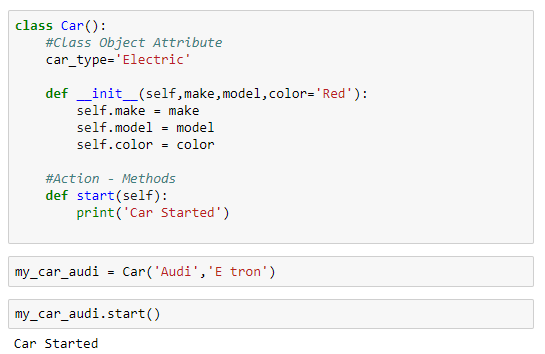 class Car():
    #Class Object Attribute
    car_type='Electric'
    def __init__(self,make,model,color='Red'):
        self.make = make
        self.model = model
        self.color = color
    #Action - Methods
    def start(self):
        print('Car Started')
my_car_audi = Car('Audi','E tron')
my_car_audi.start()
Car Started